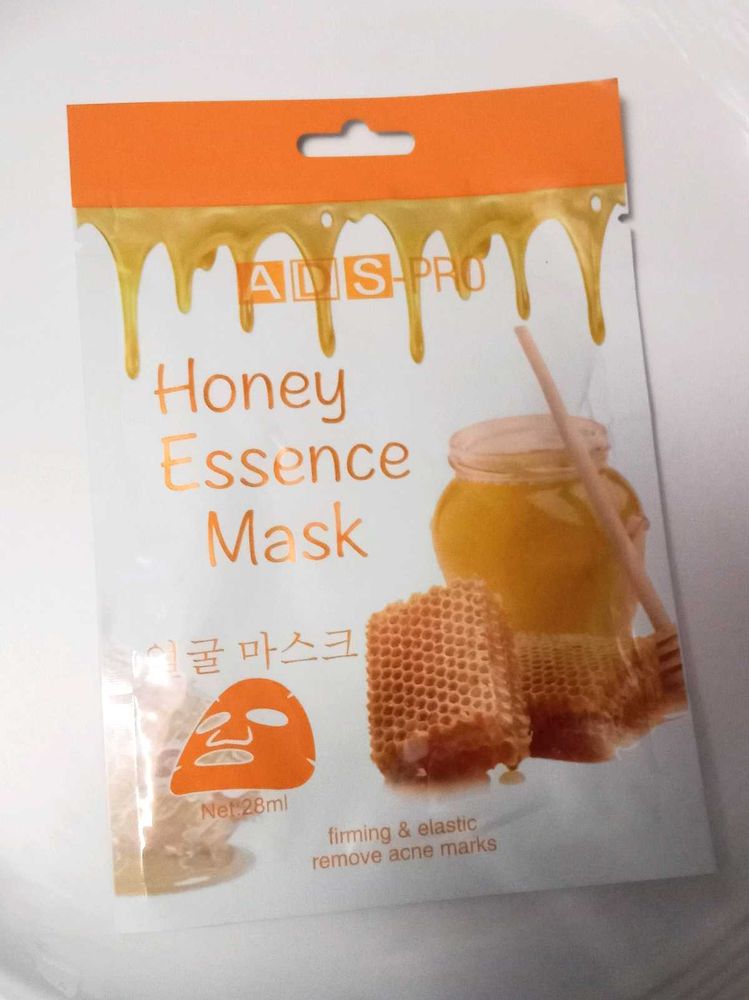 ADS-PRO
Honey
Essence
Mask
얼굴 마스크
Net:28ml
firming & elastic
remove acne marks